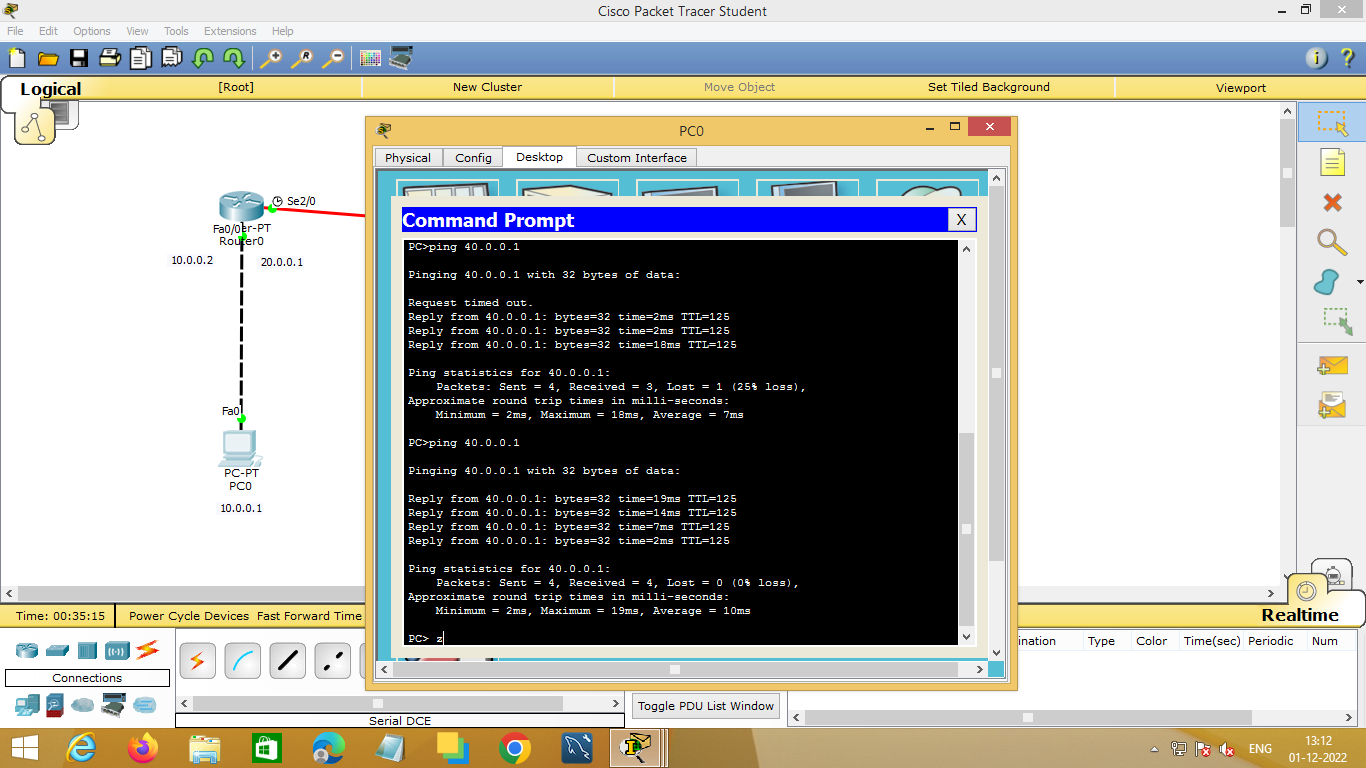 Cisco Packet Tracer Student
File Edit Options View Tools Extensions Help
Logical [Root] New Cluster Move Object Set Tiled Background Viewport
PC0
Physical Config Desktop Custom Interface
Command Prompt X
PC>ping 40.0.0.1
Pinging 40.0.0.1 with 32 bytes of data:
Request timed out.
Reply from 40.0.0.1: bytes=32 time=2ms TTL=125
Reply from 40.0.0.1: bytes=32 time=2ms TTL=125
Reply from 40.0.0.1: bytes=32 time=18ms TTL=125
Ping statistics for 40.0.0.1:
Packets: Sent = 4, Received = 3, Lost = 1 (25% loss),
Approximate round trip times in milli-seconds:
Minimum = 2ms, Maximum = 18ms, Average = 7ms
PC>ping 40.0.0.1
Pinging 40.0.0.1 with 32 bytes of data:
Reply from 40.0.0.1: bytes=32 time=19ms TTL=125
Reply from 40.0.0.1: bytes=32 time=14ms TTL=125
Reply from 40.0.0.1: bytes=32 time=7ms TTL=125
Reply from 40.0.0.1: bytes=32 time=2ms TTL=125
Ping statistics for 40.0.0.1:
Packets: Sent = 4, Received = 4, Lost = 0 (0% loss),
Approximate round trip times in milli-seconds:
Minimum = 2ms, Maximum = 19ms, Average = 10ms
PC> z
Se2/0
Fa0/0er-PT
Router0
10.0.0.2 20.0.0.1
Fa0
PC-PT
PC0
10.0.0.1
Time: 00:35:15 Power Cycle Devices Fast Forward Time
Realtime
ination Type Color Time(sec) Periodic Num
Connections
Toggle PDU List Window
Serial DCE
ENG
13:12
01-12-2022